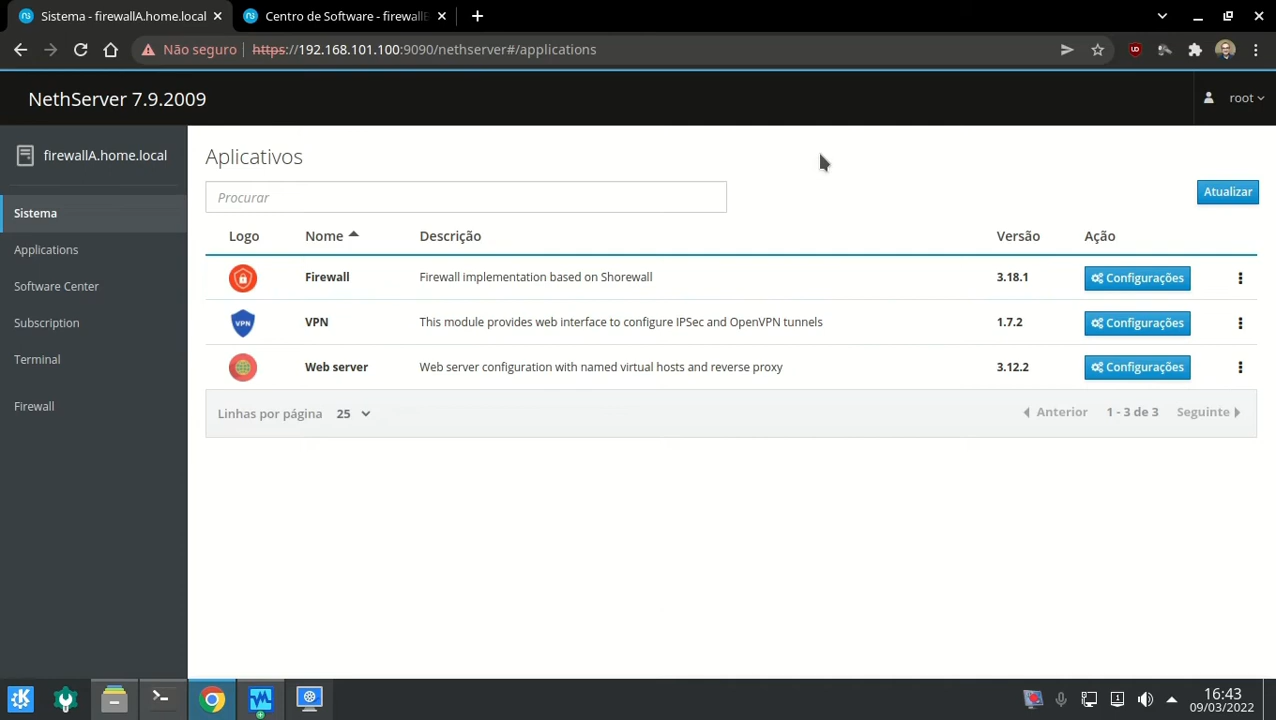 Sistema - firewallA.home.local
Centro de Software - firewallB
Não seguro
https://192.168.101.100:9090/nethserver#/applications
NethServer 7.9.2009
root
firewallA.home.local
Sistema
Applications
Software Center
Subscription
Terminal
Firewall
Aplicativos
Procurar
Atualizar
Logo Nome Descrição Versão Ação
Firewall Firewall implementation based on Shorewall 3.18.1 Configurações
VPN VPN This module provides web interface to configure IPSec and OpenVPN tunnels 1.7.2 Configurações
Web server Web server configuration with named virtual hosts and reverse proxy 3.12.2 Configurações
Linhas por página 25
Anterior 1 - 3 de 3 Seguinte
16:43
09/03/2022